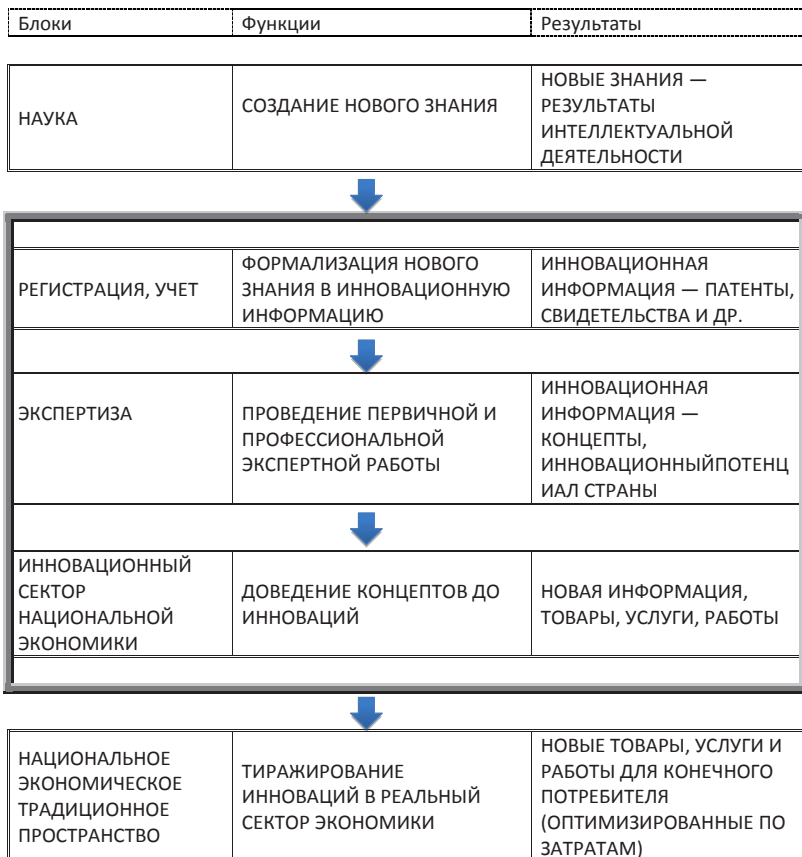 Блоки
Функции
Результаты
НАУКА
СОЗДАНИЕ НОВОГО ЗНАНИЯ
НОВЫЕ ЗНАНИЯ —
РЕЗУЛЬТАТЫ
ИНТЕЛЛЕКТУАЛЬНОЙ
ДЕЯТЕЛЬНОСТИ
РЕГИСТРАЦИЯ, УЧЕТ
ФОРМАЛИЗАЦИЯ НОВОГО
ЗНАНИЯ В ИННОВАЦИОННУЮ
ИНФОРМАЦИЮ
ИННОВАЦИОННАЯ
ИНФОРМАЦИЯ — ПАТЕНТЫ,
СВИДЕТЕЛЬСТВА И ДР.
ЭКСПЕРТИЗА
ПРОВЕДЕНИЕ ПЕРВИЧНОЙ И
ПРОФЕССИОНАЛЬНОЙ
ЭКСПЕРТНОЙ РАБОТЫ
ИННОВАЦИОННАЯ
ИНФОРМАЦИЯ —
КОНЦЕПТЫ,
ИННОВАЦИОННЫЙПОТЕНЦ
ИАЛ СТРАНЫ
ИННОВАЦИОННЫЙ
СЕКТОР
НАЦИОНАЛЬНОЙ
ЭКОНОМИКИ
ДОВЕДЕНИЕ КОНЦЕПТОВ ДО
ИННОВАЦИЙ
НОВАЯ ИНФОРМАЦИЯ,
ТОВАРЫ, УСЛУГИ, РАБОТЫ
НАЦИОНАЛЬНОЕ
ЭКОНОМИЧЕСКОЕ
ТРАДИЦИОННОЕ
ПРОСТРАНСТВО
ТИРАЖИРОВАНИЕ
ИННОВАЦИЙ В РЕАЛЬНЫЙ
СЕКТОР ЭКОНОМИКИ
НОВЫЕ ТОВАРЫ, УСЛУГИ И
РАБОТЫ ДЛЯ КОНЕЧНОГО
ПОТРЕБИТЕЛЯ
(ОПТИМИЗИРОВАННЫЕ ПО
ЗАТРАТАМ)